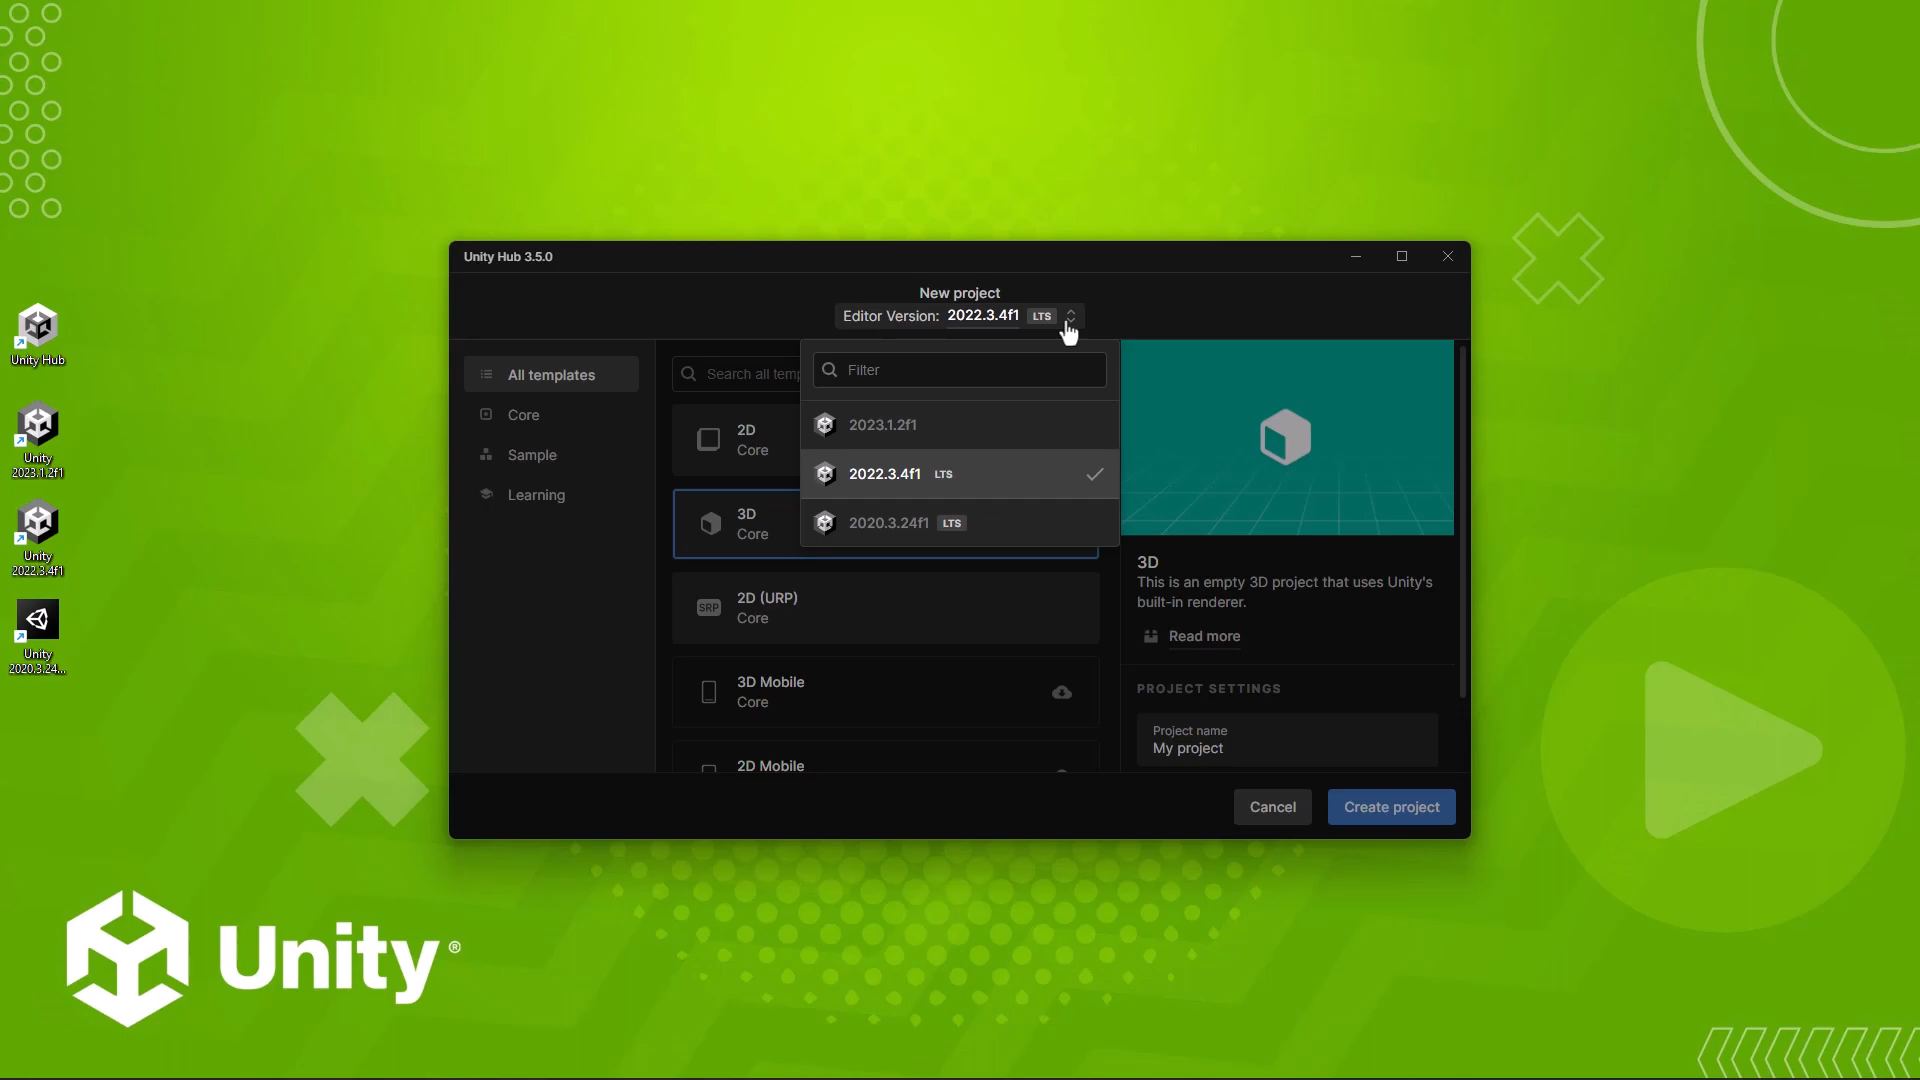 Unity Hub 3.5.0
New project
Editor Version: 2022.3.4f1 LTS
Unity Hub
Unity
2023.1.2f1
Unity
2022.3.4f1
Unity
2020.3.24...
All templates
Core
Sample
Learning
Search all temp
Filter
2023.1.2f1
2022.3.4f1 LTS
2020.3.24f1 LTS
2D
Core
3D
Core
SRP
2D (URP)
Core
3D Mobile
Core
2D Mobile
3D
This is an empty 3D project that uses Unity's
built-in renderer.
Read more
PROJECT SETTINGS
Project name
My project
Cancel
Create project
Unity®